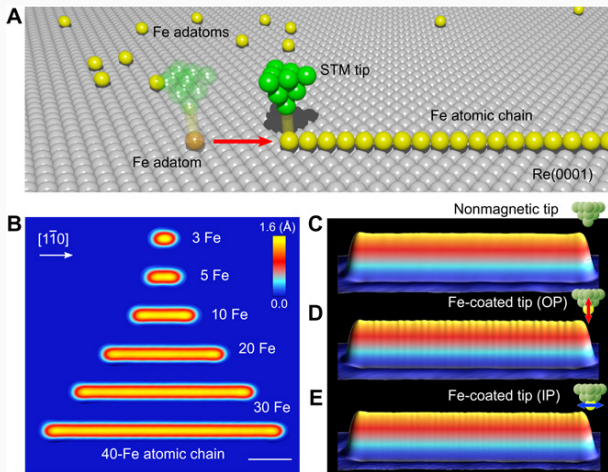 A
Fe adatoms
STM tip
Fe atomic chain
Fe adatom
Re(0001)
B
[11̅0]
1.6 (Å)
0.0
3 Fe
5 Fe
10 Fe
20 Fe
30 Fe
40-Fe atomic chain
C
Nonmagnetic tip
D
Fe-coated tip (OP)
E
Fe-coated tip (IP)